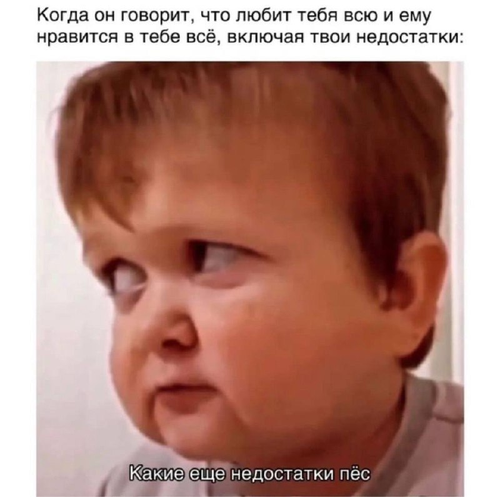 Когда он говорит, что любит тебя всю и ему
нравится в тебе всё, включая твои недостатки:
Какие еще недостатки пёс